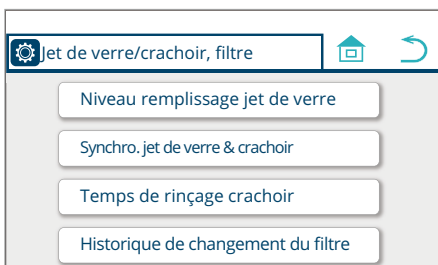 Jet de verre/crachoir, filtre
Niveau remplissage jet de verre
Synchro. jet de verre & crachoir
Temps de rinçage crachoir
Historique de changement du filtre